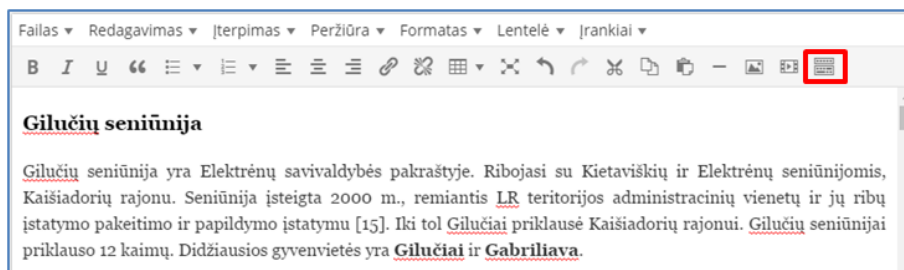 Failas Redagavimas Įterpimas Peržiūra Formatas Lentelė Įrankiai
B I U
Gilučių seniūnija
Gilučių seniūnija yra Elektrėnų savivaldybės pakraštyje. Ribojasi su Kietaviškių ir Elektrėnų seniūnijomis,
Kaišiadorių rajonu. Seniūnija įsteigta 2000 m., remiantis LR teritorijos administracinių vienetų ir jų ribų
įstatymo pakeitimo ir papildymo įstatymu [15]. Iki tol Gilučiai priklausė Kaišiadorių rajonui. Gilučių seniūnijai
priklauso 12 kaimų. Didžiausios gyvenvietės yra Gilučiai ir Gabriliava.